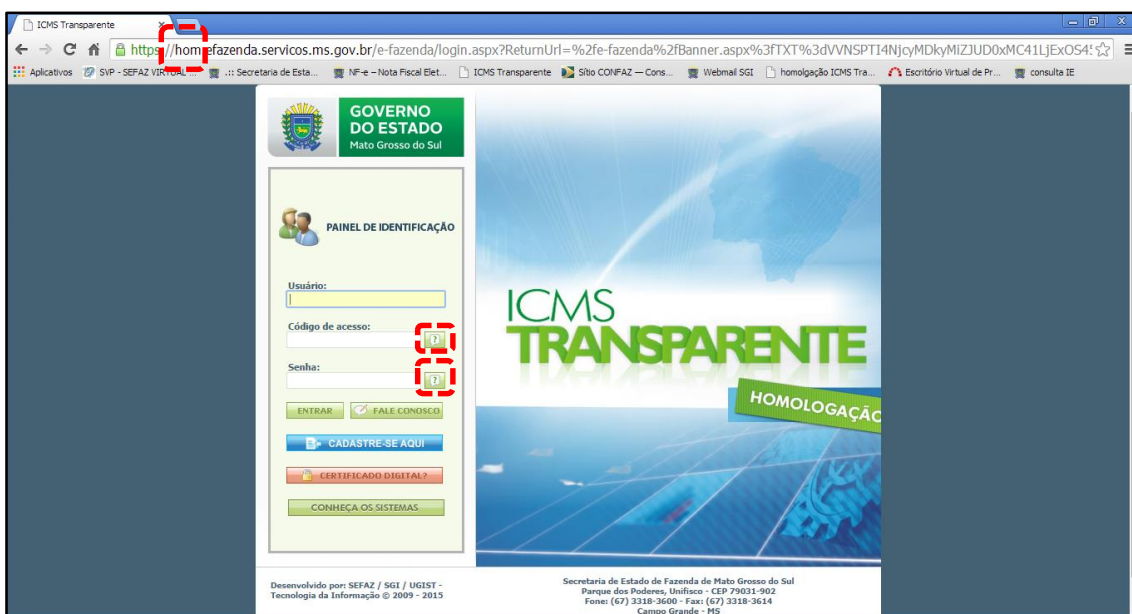 ICMS Transparente
https://hom.efazenda.servicos.ms.gov.br/e-fazenda/login.aspx?ReturnUrl=%2fe-fazenda%2fBanner.aspx%3fTXT%3dVVNSPTI4NjcyMDkyMiZJUD0xMC41LjExOS4!
Aplicativos SVP - SEFAZ VIRTUAL ... .:: Secretaria de Esta... NF-e – Nota Fiscal Elet... ICMS Transparente Sítio CONFAZ — Cons... Webmail SGI homolgação ICMS Tra... Escritório Virtual de Pr... consulta IE
GOVERNO
DO ESTADO
Mato Grosso do Sul
PAINEL DE IDENTIFICAÇÃO
Usuário:
Código de acesso:
?
Senha:
?
ENTRAR FALE CONOSCO
CADASTRE-SE AQUI
CERTIFICADO DIGITAL?
CONHEÇA OS SISTEMAS
ICMS
TRANSPARENTE
HOMOLOGAÇÃO
Desenvolvido por: SEFAZ / SGI / UGIST -
Tecnologia da Informação © 2009 - 2015
Secretaria de Estado de Fazenda de Mato Grosso do Sul
Parque dos Poderes, Unifisco - CEP 79031-902
Fone: (67) 3318-3600 - Fax: (67) 3318-3614
Campo Grande - MS